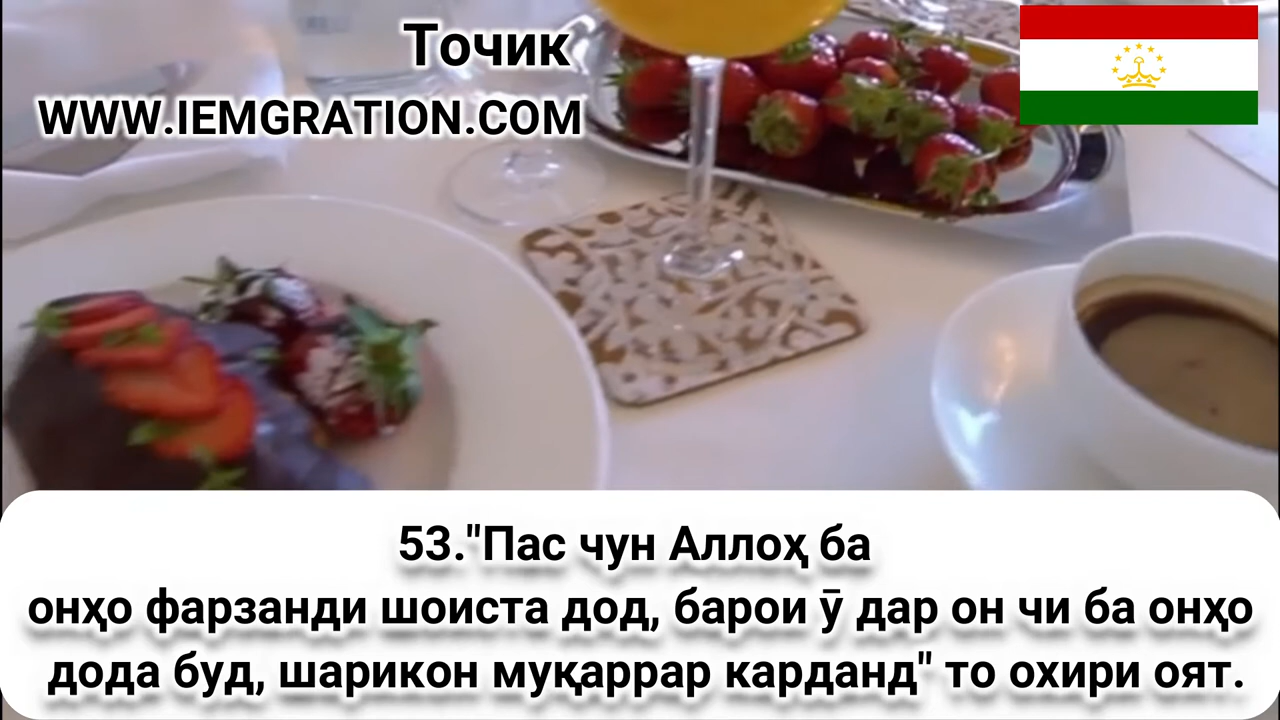 Точик
WWW.IEMGRATION.COM
53."Пас чун Аллоҳ ба
онҳо фарзанди шоиста дод, барои ӯ дар он чи ба онҳо
дода буд, шарикон муқаррар карданд" то охири оят.